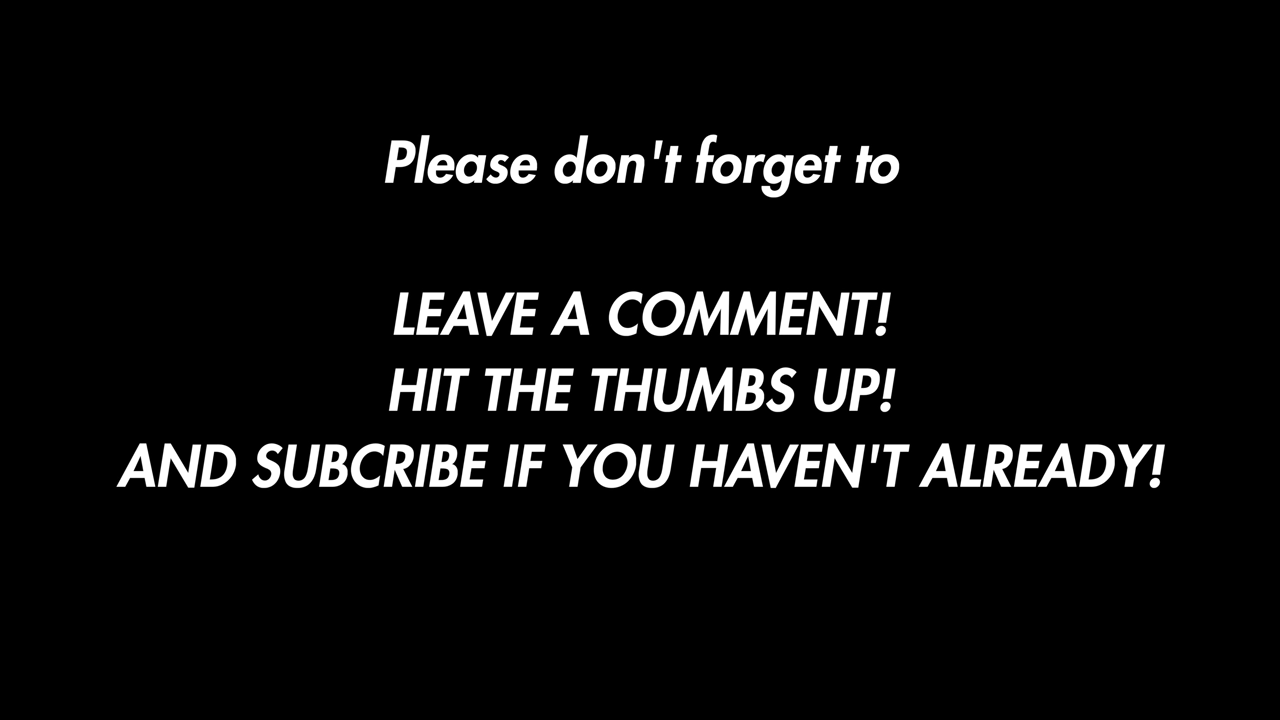 Please don't forget to
LEAVE A COMMENT!
HIT THE THUMBS UP!
AND SUBCRIBE IF YOU HAVEN'T ALREADY!